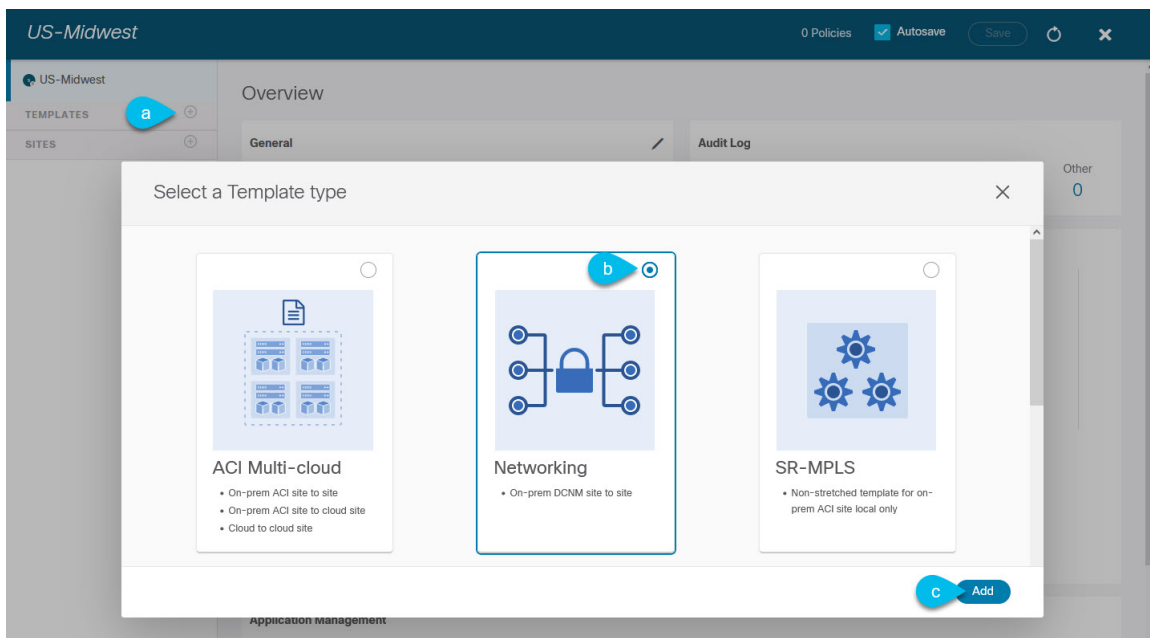 US-Midwest
0 Policies
Autosave
Save
US-Midwest
TEMPLATES
a
SITES
Overview
General
Audit Log
Other
0
Select a Template type
b
ACI Multi-cloud
• On-prem ACI site to site
• On-prem ACI site to cloud site
• Cloud to cloud site
Networking
• On-prem DCNM site to site
SR-MPLS
• Non-stretched template for on-
prem ACI site local only
c
Add
Application Management